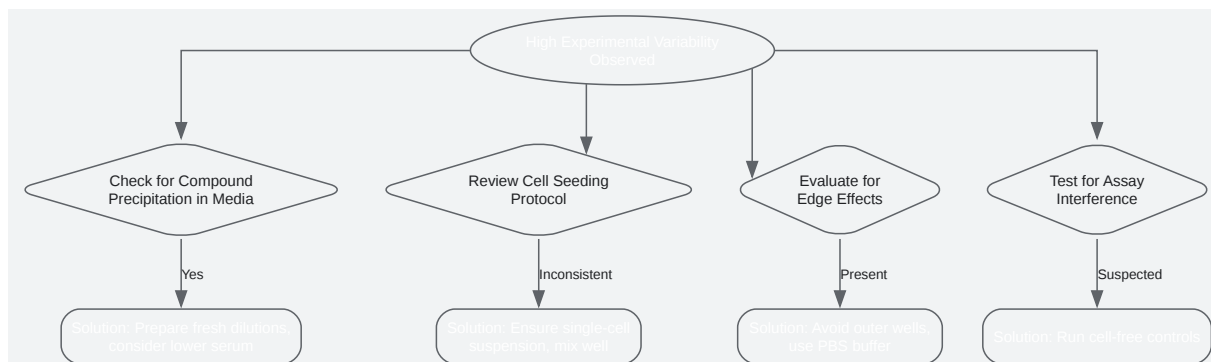 High Experimental Variability
Observed
Check for Compound
Precipitation in Media
Review Cell Seeding
Protocol
Evaluate for
Edge Effects
Test for Assay
Interference
Yes
Inconsistent
Present
Suspected
Solution: Prepare fresh dilutions,
consider lower serum
Solution: Ensure single-cell
suspension, mix well
Solution: Avoid outer wells,
use PBS buffer
Solution: Run cell-free controls